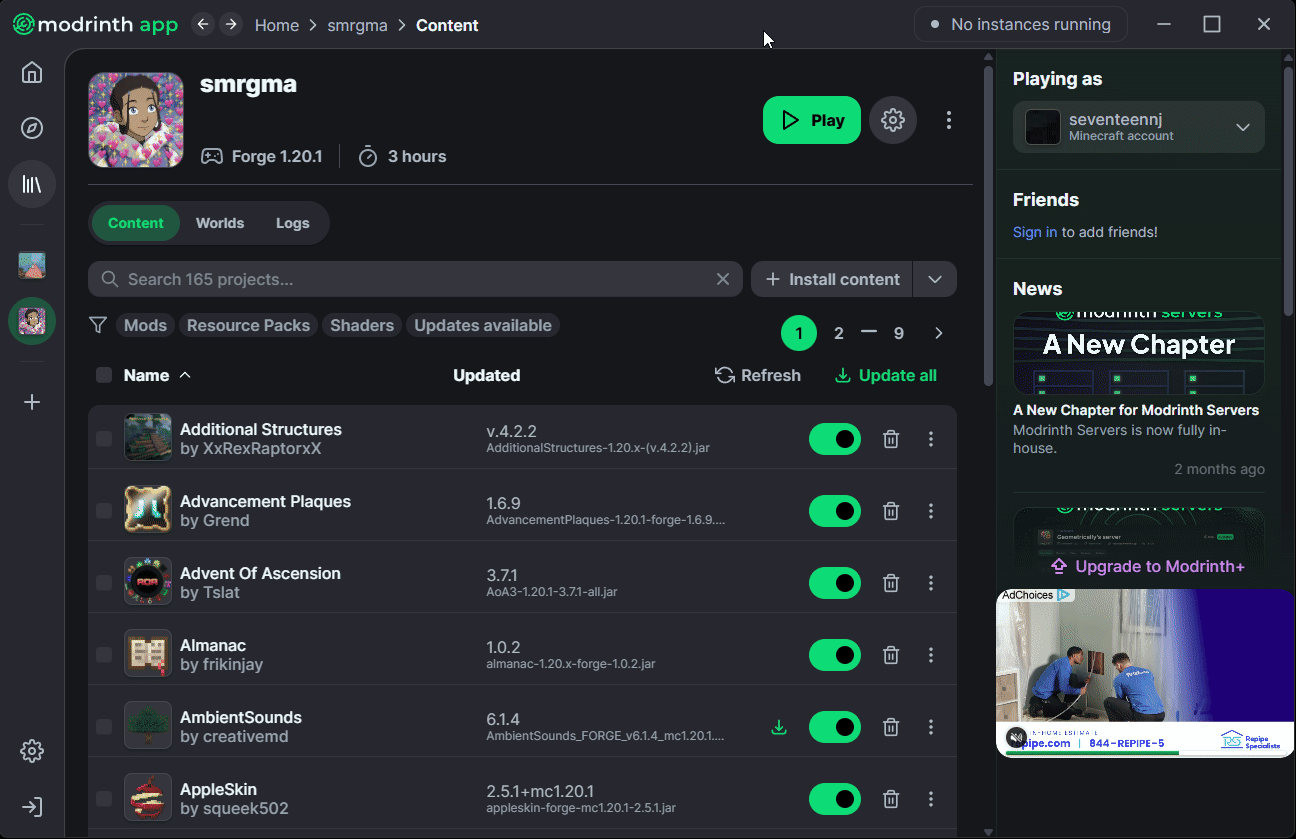 modrinth app
Home > smrgma > Content
No instances running
smrgma
Forge 1.20.1
3 hours
Play
Content
Worlds
Logs
Search 165 projects...
Install content
Mods
Resource Packs
Shaders
Updates available
1
2
9
Name
Updated
Refresh
Update all
Additional Structures
by XxRexRaptorxX
v.4.2.2
AdditionalStructures-1.20.x-(v.4.2.2).jar
Advancement Plaques
by Grend
1.6.9
AdvancementPlaques-1.20.1-forge-1.6.9....
AOA
Advent Of Ascension
by Tslat
3.7.1
AoA3-1.20.1-3.7.1-all.jar
Almanac
by frikinjay
1.0.2
almanac-1.20.x-forge-1.0.2.jar
AmbientSounds
by creativemd
6.1.4
AmbientSounds_FORGE_v6.1.4_mc1.20.1....
AppleSkin
by squeek502
2.5.1+mc1.20.1
appleskin-forge-mc1.20.1-2.5.1.jar
Playing as
seventeennj
Minecraft account
Friends
Sign in to add friends!
News
modrinth servers
A New Chapter
A New Chapter for Modrinth Servers
Modrinth Servers is now fully in-
house.
2 months ago
modrinth servers
Geometrically's server
Upgrade to Modrinth+
AdChoices
IN-HOME ESTIMATE
epipe.com | 844-REPIPE-5
RS Repipe
Specialists